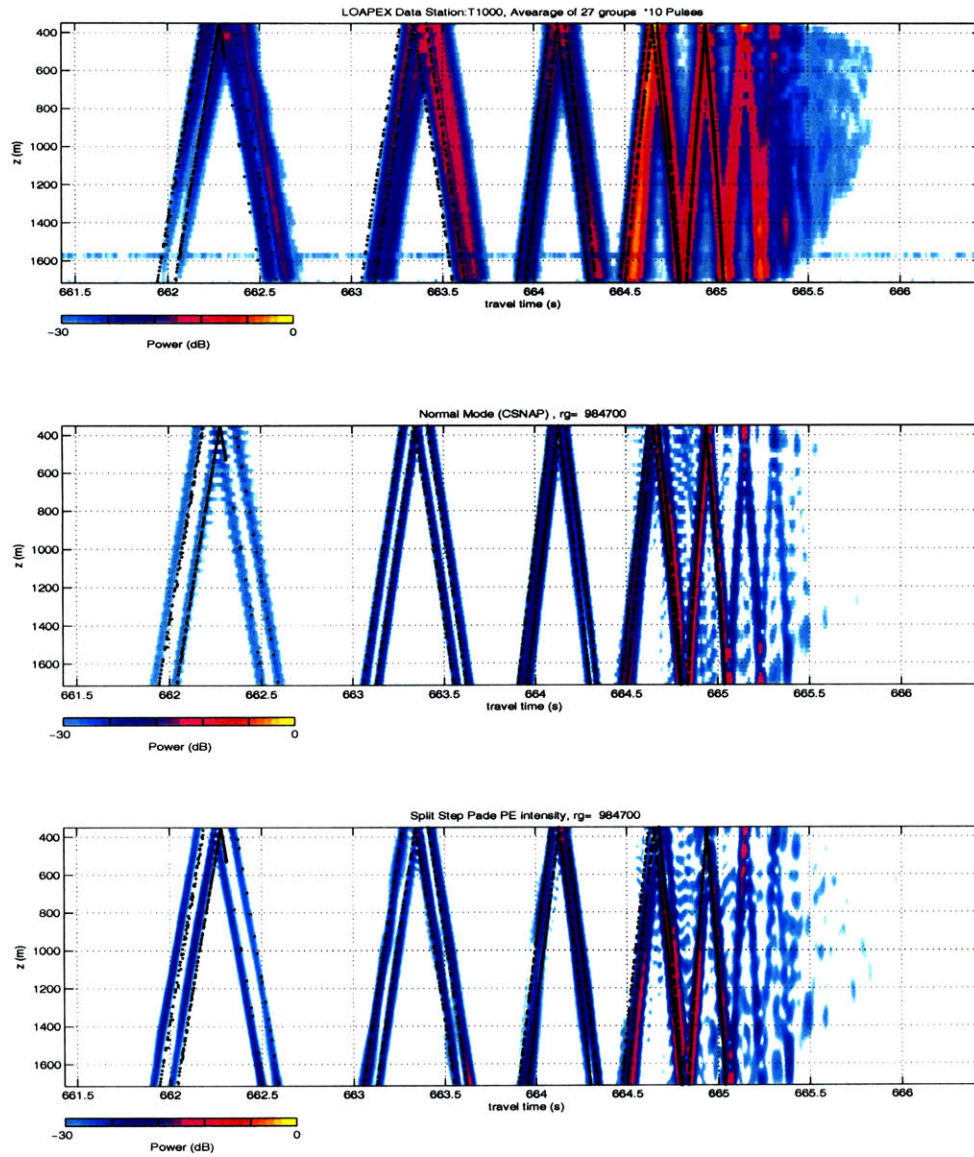 LOAPEX Data Station:T1000, Avearage of 27 groups *10 Pulses
400
600
800
1000
1200
1400
1600
z (m)
661.5 662 662.5 663 663.5 664 664.5 665 665.5 666
travel time (s)
−30 0
Power (dB)
Normal Mode (CSNAP) , rg= 984700
400
600
800
1000
1200
1400
1600
z (m)
661.5 662 662.5 663 663.5 664 664.5 665 665.5 666
travel time (s)
−30 0
Power (dB)
Split Step Pade PE intensity, rg= 984700
400
600
800
1000
1200
1400
1600
z (m)
661.5 662 662.5 663 663.5 664 664.5 665 665.5 666
travel time (s)
−30 0
Power (dB)